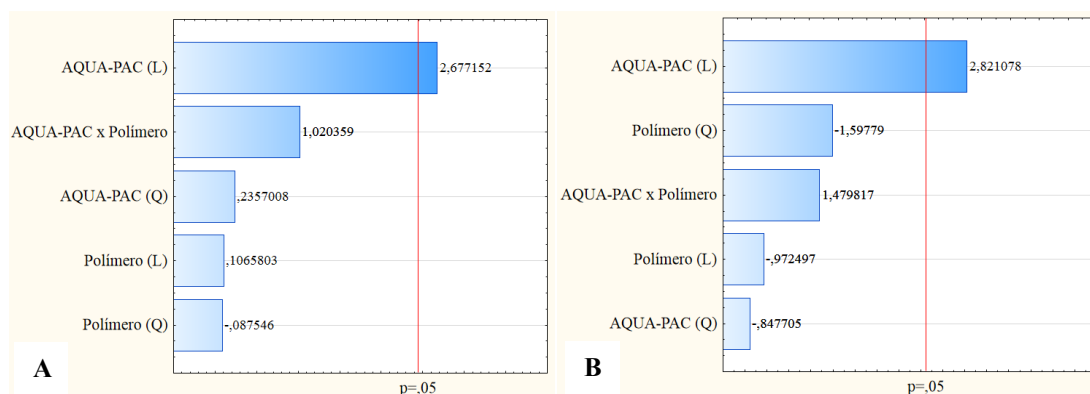 AQUA-PAC (L)
2,677152
AQUA-PAC x Polímero
1,020359
AQUA-PAC (Q)
,2357008
Polímero (L)
,1065803
Polímero (Q)
-,087546
A
p=,05
AQUA-PAC (L)
2,821078
Polímero (Q)
-1,59779
AQUA-PAC x Polímero
1,479817
Polímero (L)
-,972497
AQUA-PAC (Q)
-,847705
B
p=,05